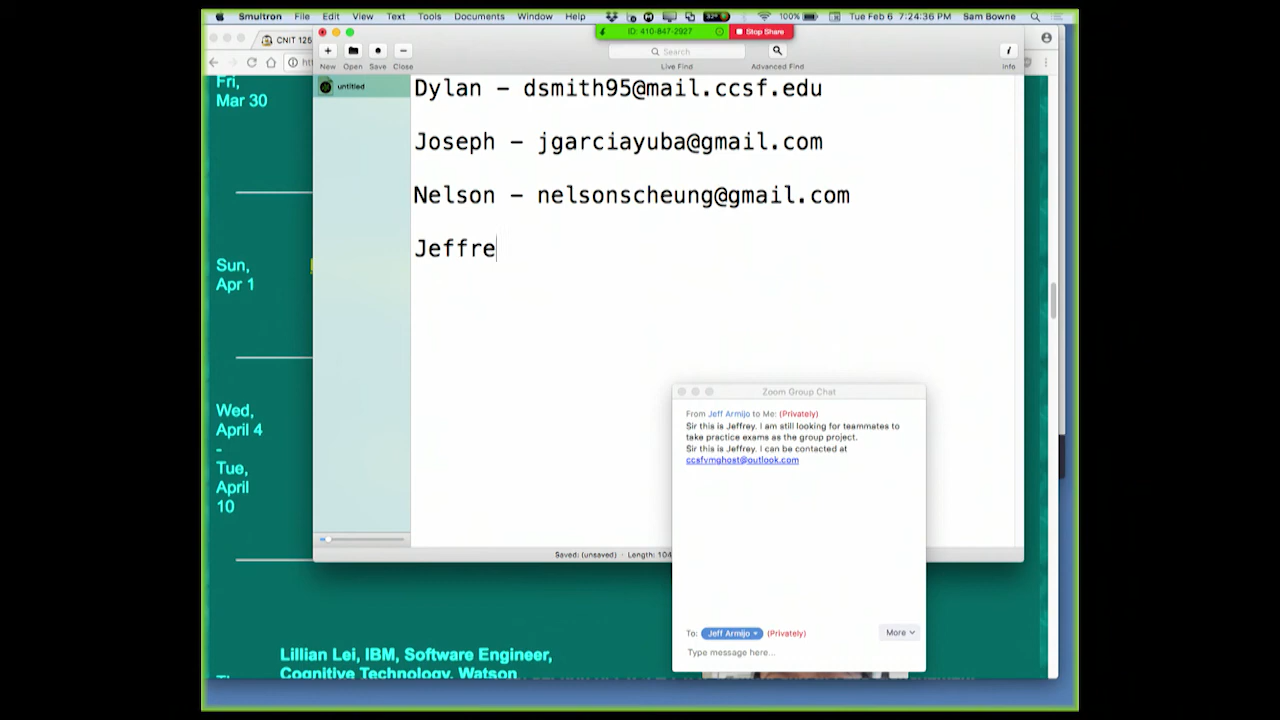 Smultron File Edit View Text Tools Documents Window Help 100% Tue Feb 6 7:24:36 PM Sam Bowne
ID: 410-847-2927 Stop Share
CNIT 125
Search
New Open Save Close Live Find Advanced Find Info
untitled
Fri,
Mar 30
Dylan - dsmith95@mail.ccsf.edu
Joseph - jgarciayuba@gmail.com
Nelson - nelsonscheung@gmail.com
Jeffre
Sun,
Apr 1
Wed,
April 4
-
Tue,
April
10
Saved: (unsaved) · Length: 104
Zoom Group Chat
From Jeff Armijo to Me: (Privately)
Sir this is Jeffrey. I am still looking for teammates to
take practice exams as the group project.
Sir this is Jeffrey. I can be contacted at
ccsfvmghost@outlook.com
To: Jeff Armijo (Privately) More
Type message here...
Lillian Lei, IBM, Software Engineer,
Cognitive Technology, Watson